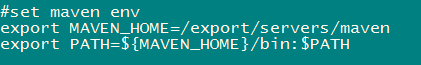 #set maven env
export MAVEN_HOME=/export/servers/maven
export PATH=${MAVEN_HOME}/bin:$PATH